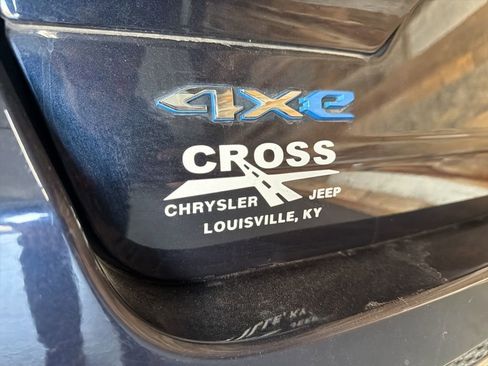 4xe
CROSS
CHRYSLER JEEP
LOUISVILLE, KY